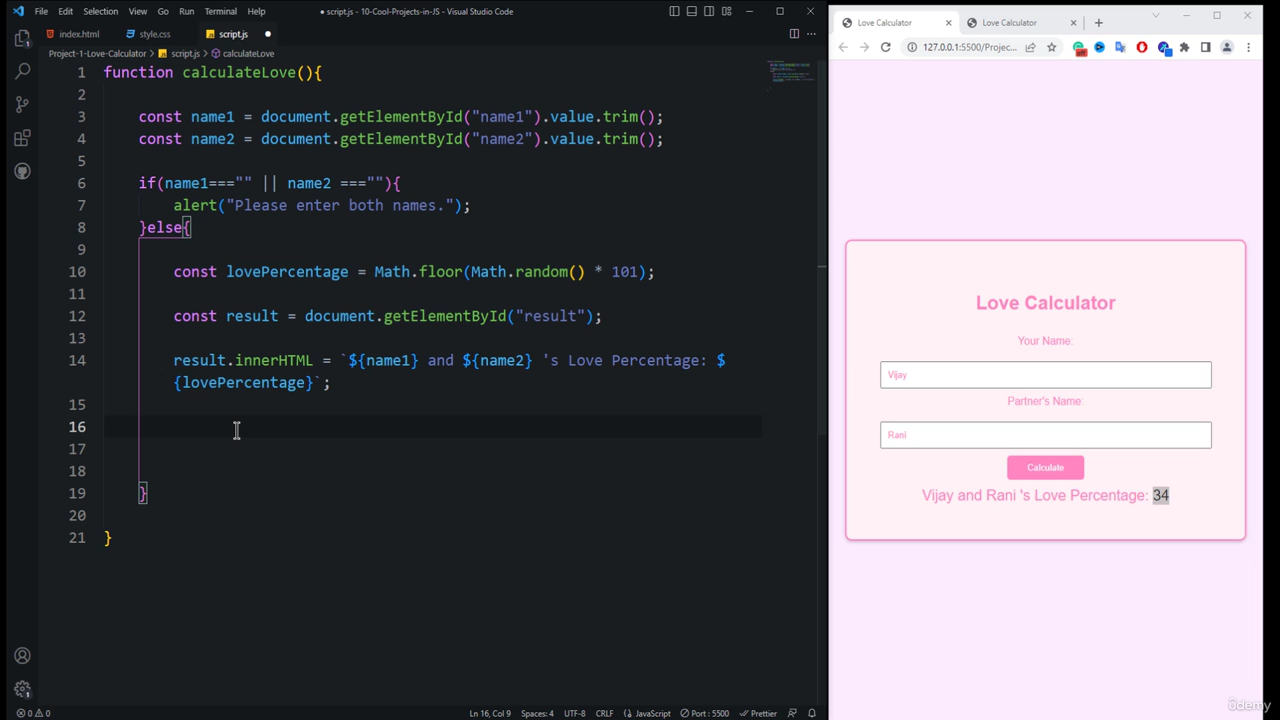 File Edit Selection View Go Run Terminal Help
● script.js - 10-Cool-Projects-in-JS - Visual Studio Code
index.html style.css script.js
Project-1-Love-Calculator > script.js > calculateLove
1 function calculateLove(){
2
3 const name1 = document.getElementById("name1").value.trim();
4 const name2 = document.getElementById("name2").value.trim();
5
6 if(name1==="" || name2 ===""){
7 alert("Please enter both names.");
8 }else{
9
10 const lovePercentage = Math.floor(Math.random() * 101);
11
12 const result = document.getElementById("result");
13
14 result.innerHTML = `${name1} and ${name2} 's Love Percentage: $
{lovePercentage}`;
15
16
17
18
19 }
20
21 }
0 0
Ln 16, Col 9 Spaces: 4 UTF-8 CRLF JavaScript Port : 5500 Prettier
Love Calculator
Love Calculator
127.0.0.1:5500/Projec...
Love Calculator
Your Name:
Vijay
Partner's Name:
Rani
Calculate
Vijay and Rani 's Love Percentage: 34
ûdemy